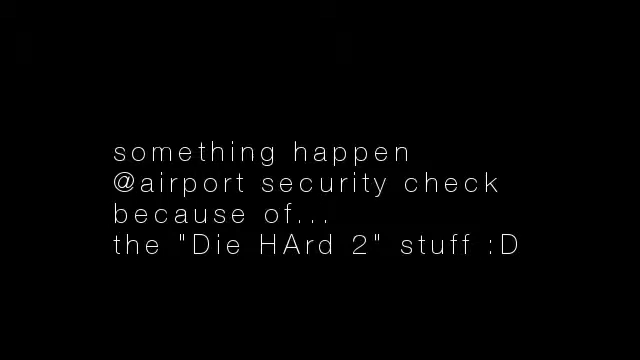 something happen
@airport security check
because of...
the "Die HArd 2" stuff :D